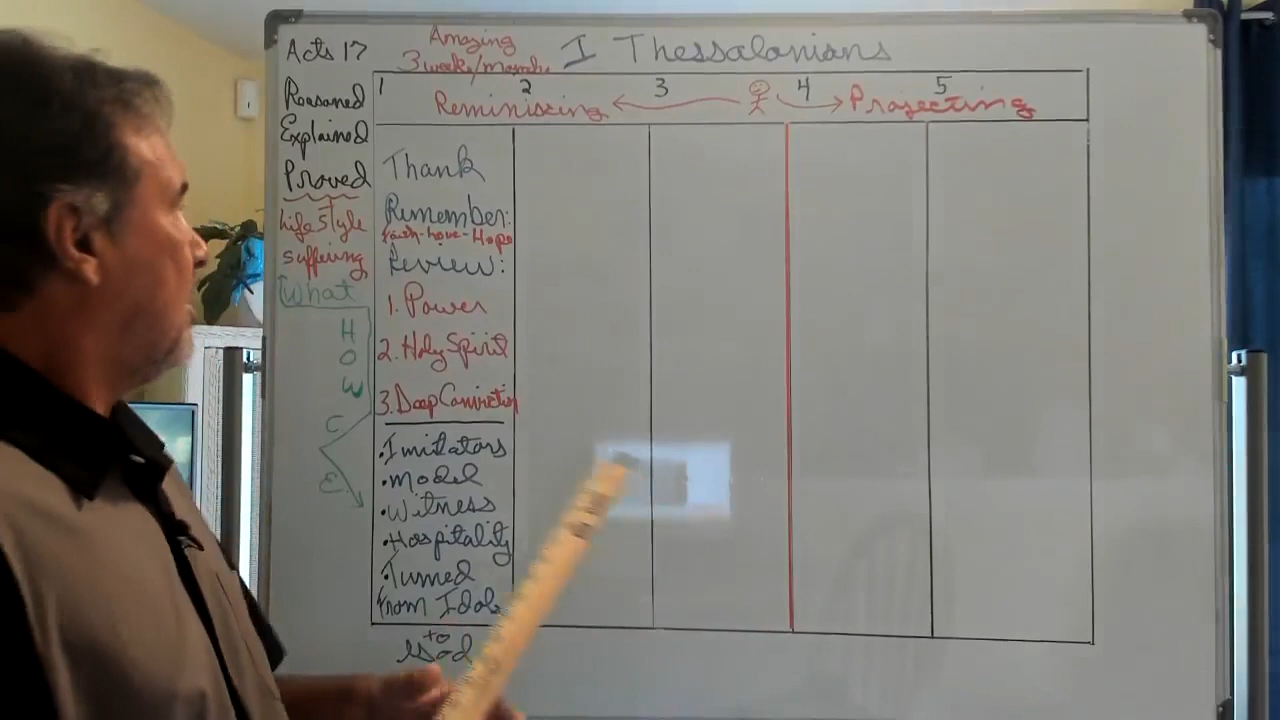 Acts 17
Reasoned
Explained
Proved
Lifestyle
suffering
What
H
O
W
C
E
Amazing
3 weeks/months
I Thessalonians
1 2 3 4 5
Reminiscing Projecting
Thank
Remember:
Faith-Love-Hope
Review:
1. Power
2. Holy Spirit
3. Deep Conviction
• Imitators
• Model
• Witness
• Hospitality
• Turned
from Idols
to
God